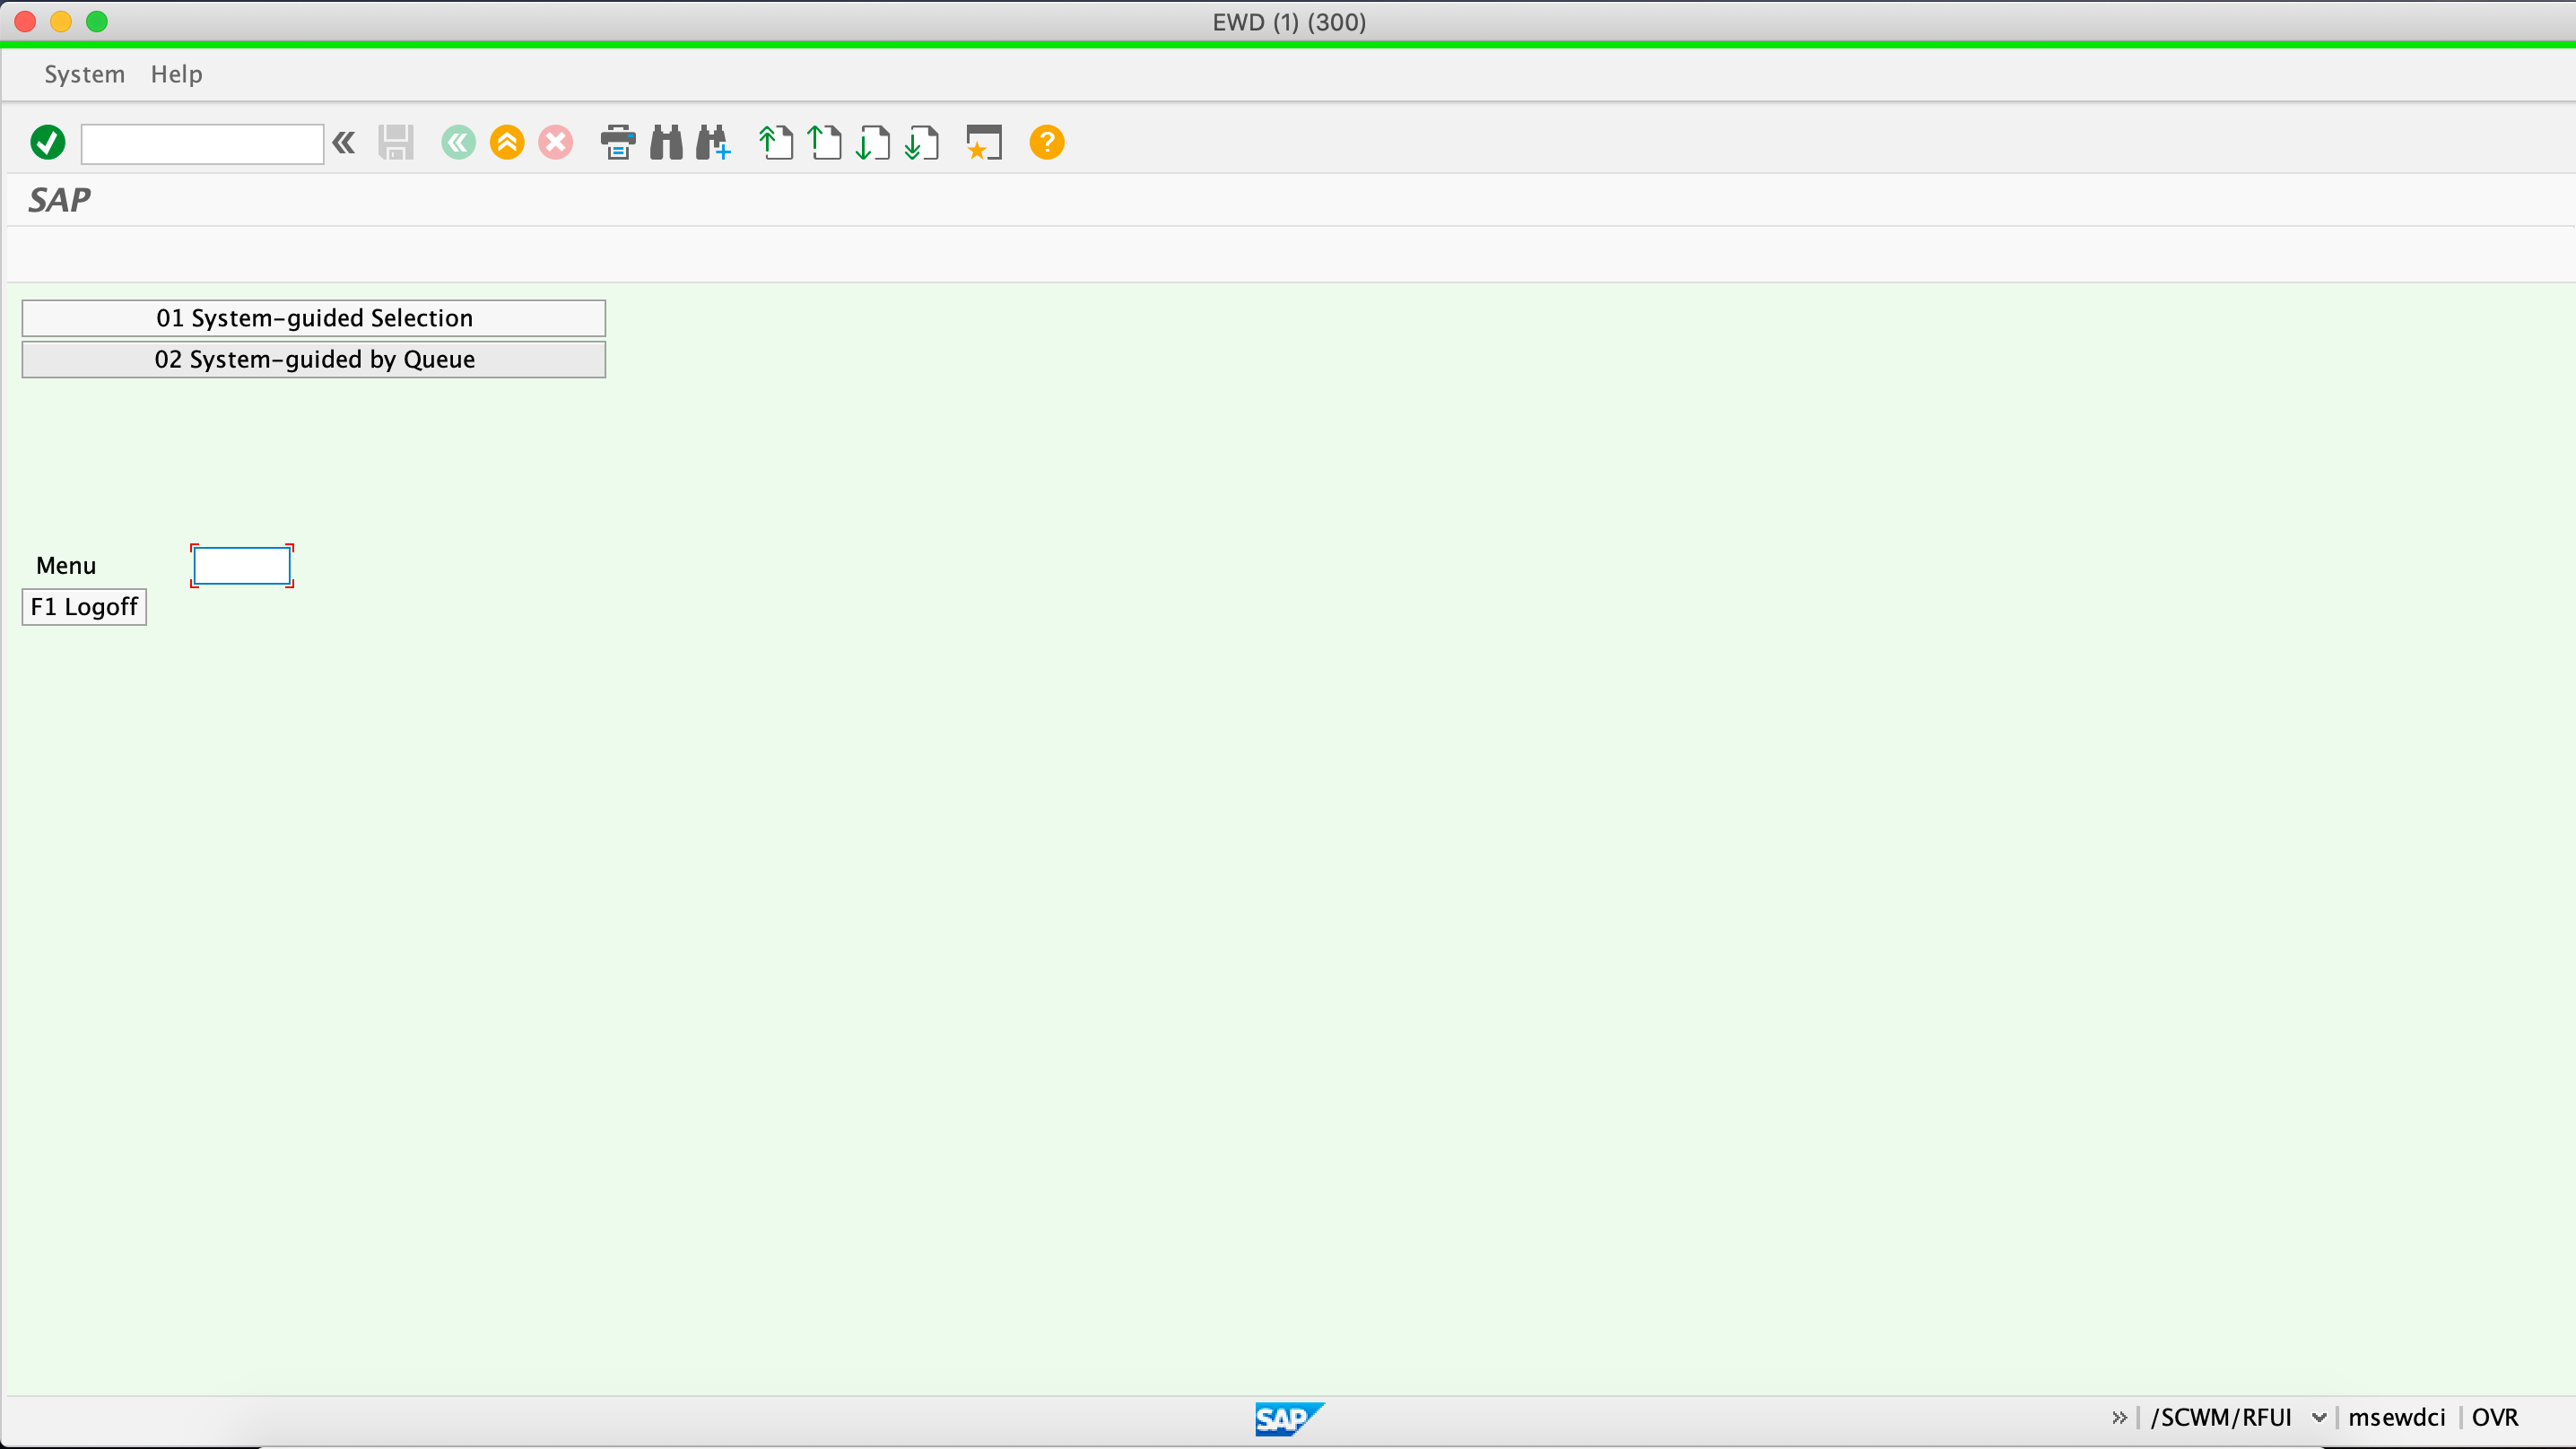 EWD (1) (300)
System Help
SAP
01 System-guided Selection
02 System-guided by Queue
Menu
F1 Logoff
SAP
/SCWM/RFUI msewdci OVR